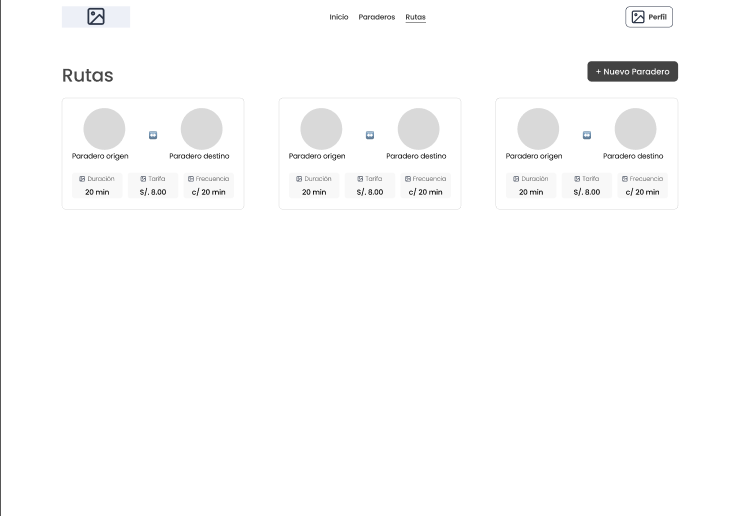 Inicio Paraderos Rutas Perfil
Rutas
+ Nuevo Paradero
Paradero origen Paradero destino
Duración Tarifa Frecuencia
20 min S/. 8.00 c/ 20 min
Paradero origen Paradero destino
Duración Tarifa Frecuencia
20 min S/. 8.00 c/ 20 min
Paradero origen Paradero destino
Duración Tarifa Frecuencia
20 min S/. 8.00 c/ 20 min